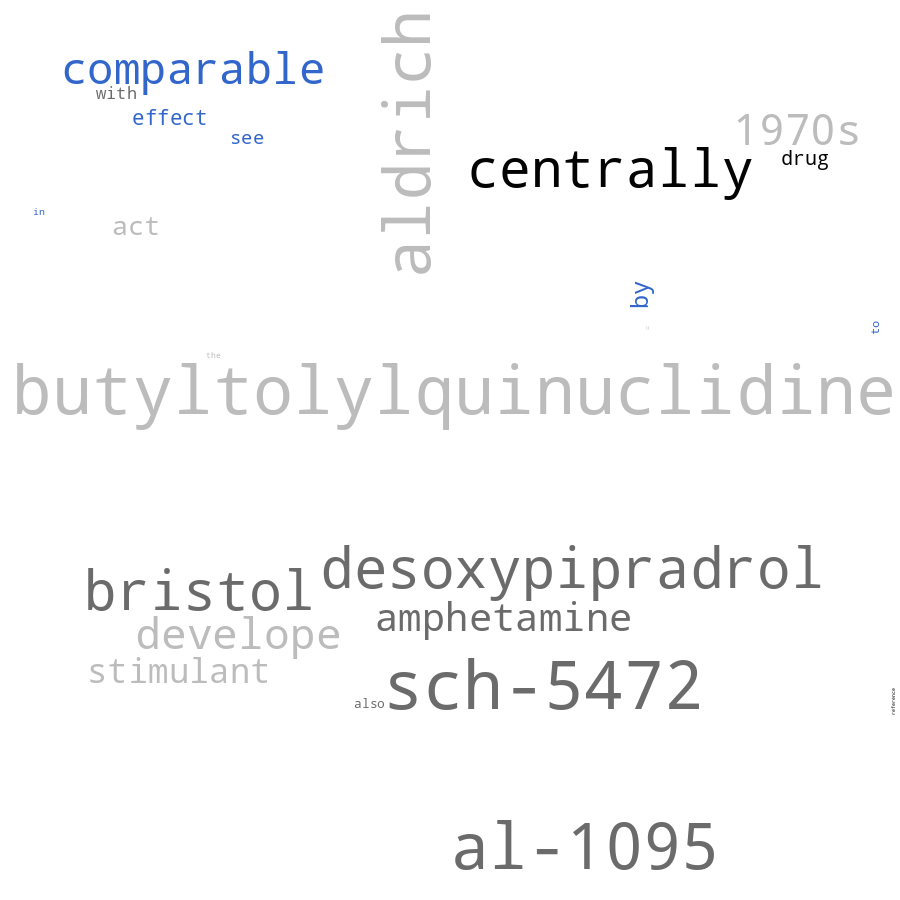 aldrich
comparable
with
effect
see
1970s
centrally
drug
in
act
by
to
the
butyltolylquinuclidine
desoxypipradrol
bristol
amphetamine
develope
stimulant
sch-5472
also
reference
al-1095